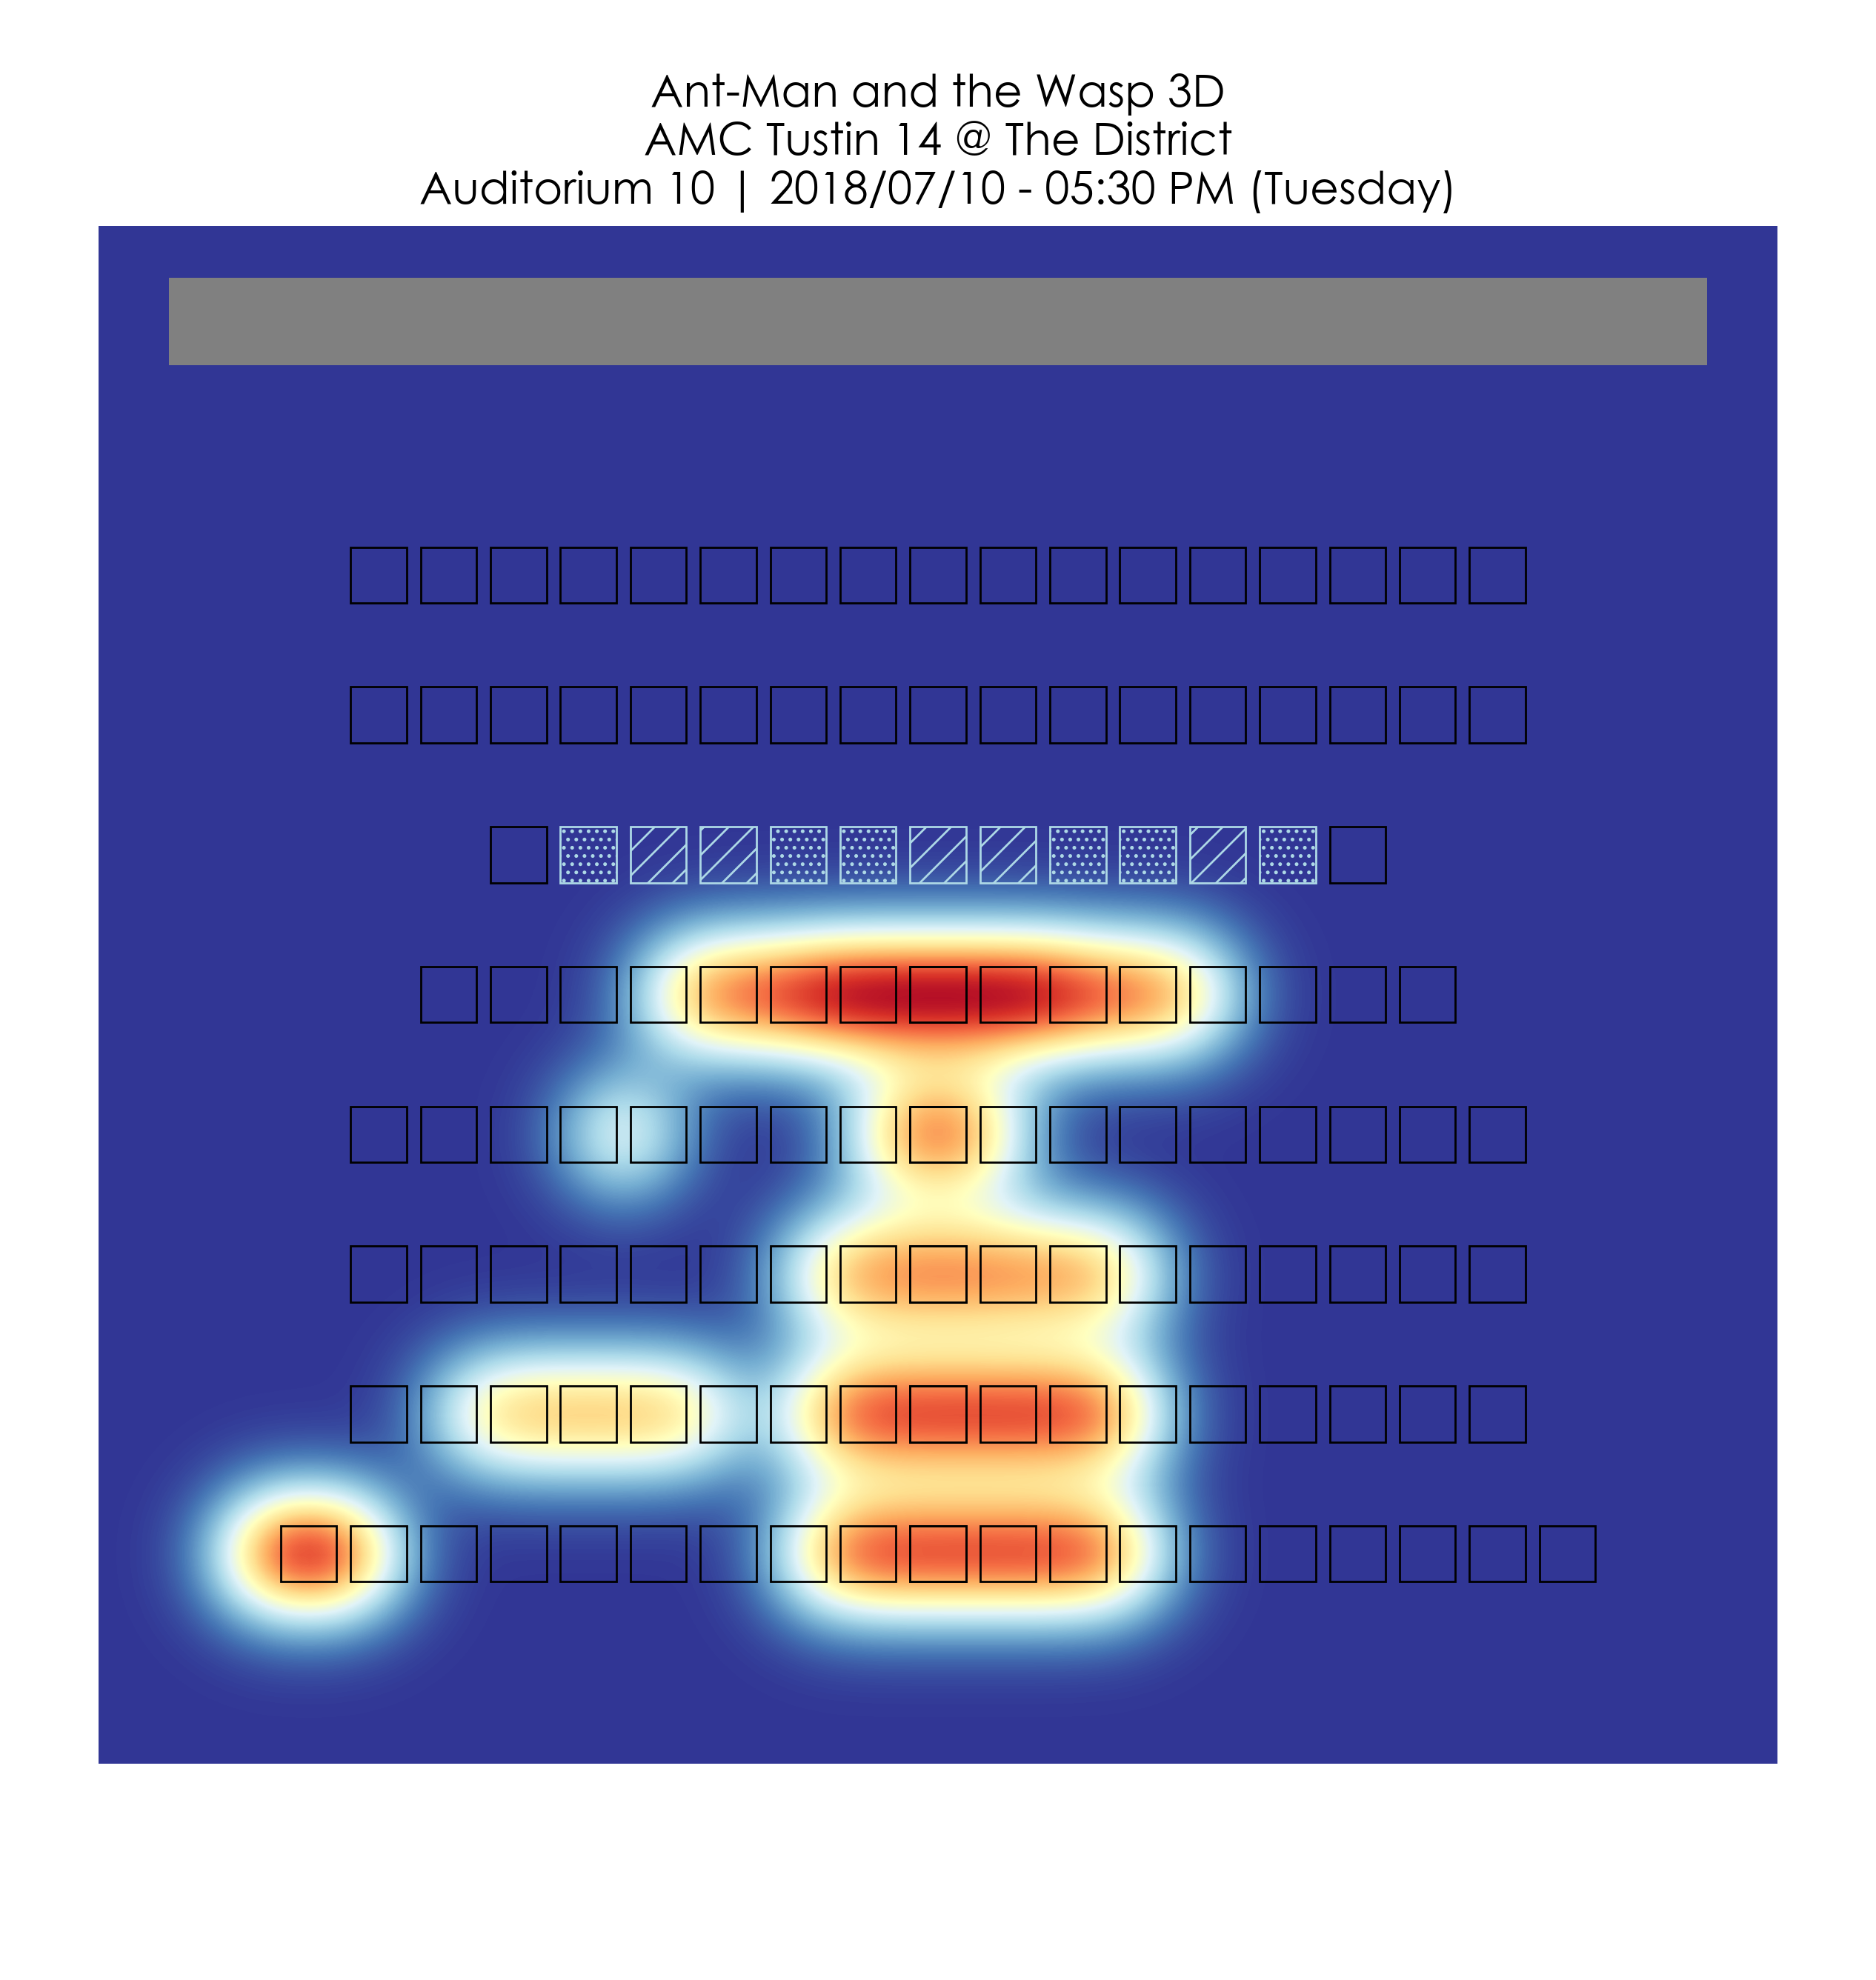 Ant-Man and the Wasp 3D
AMC Tustin 14 @ The District
Auditorium 10 | 2018/07/10 - 05:30 PM (Tuesday)